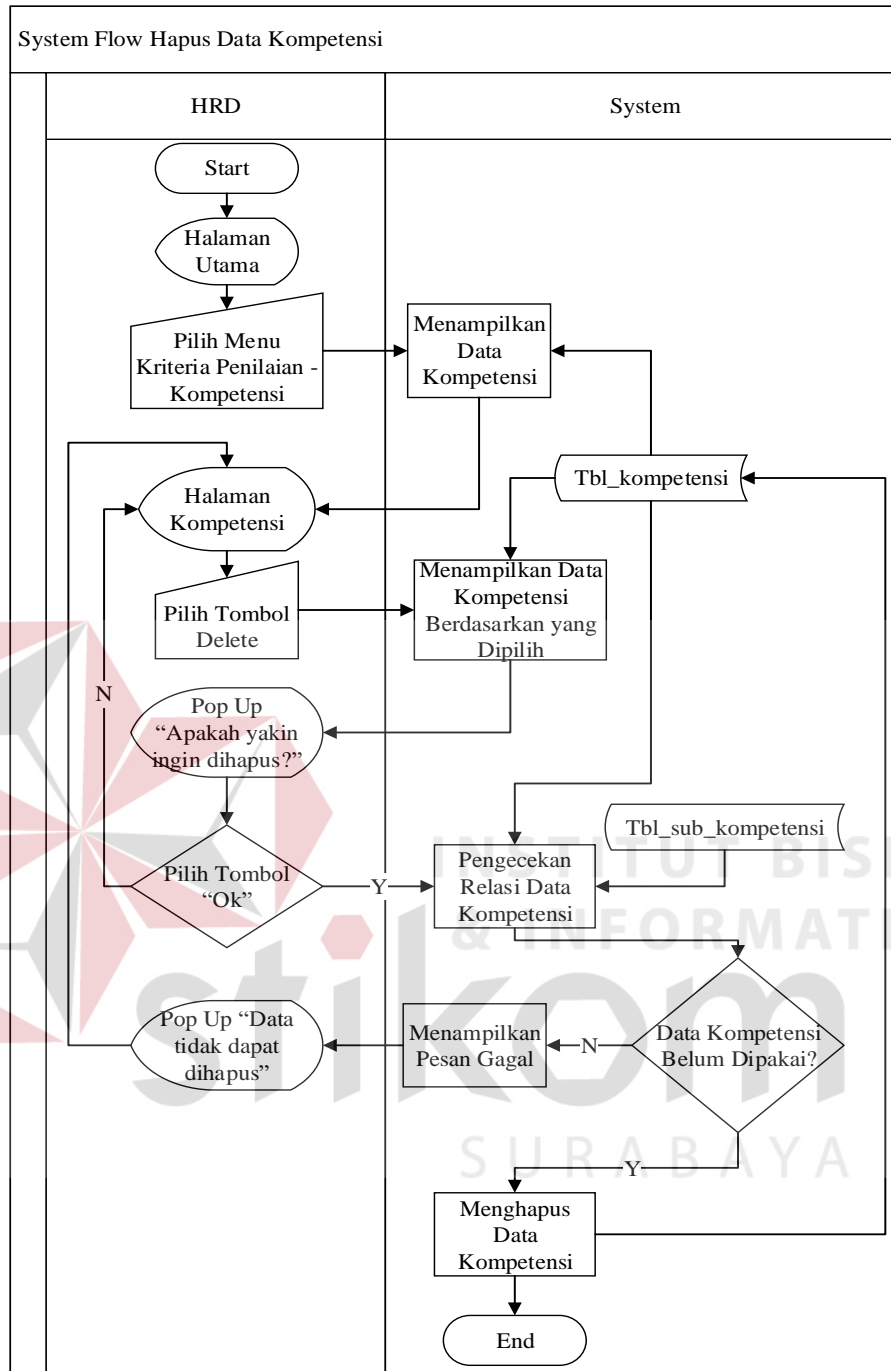 System Flow Hapus Data Kompetensi
HRD
System
Start
Halaman
Utama
Pilih Menu
Kriteria Penilaian -
Kompetensi
Menampilkan
Data
Kompetensi
Halaman
Kompetensi
Tbl_kompetensi
Pilih Tombol
Delete
Menampilkan Data
Kompetensi
Berdasarkan yang
Dipilih
N
Pop Up
“Apakah yakin
ingin dihapus?”
Tbl_sub_kompetensi
Pilih Tombol
“Ok”
Y
Pengecekan
Relasi Data
Kompetensi
INSTITUT BISI
& INFORMATI
stikom
SURABAYA
Pop Up “Data
tidak dapat
dihapus”
Menampilkan
Pesan Gagal
N
Data Kompetensi
Belum Dipakai?
Y
Menghapus
Data
Kompetensi
End